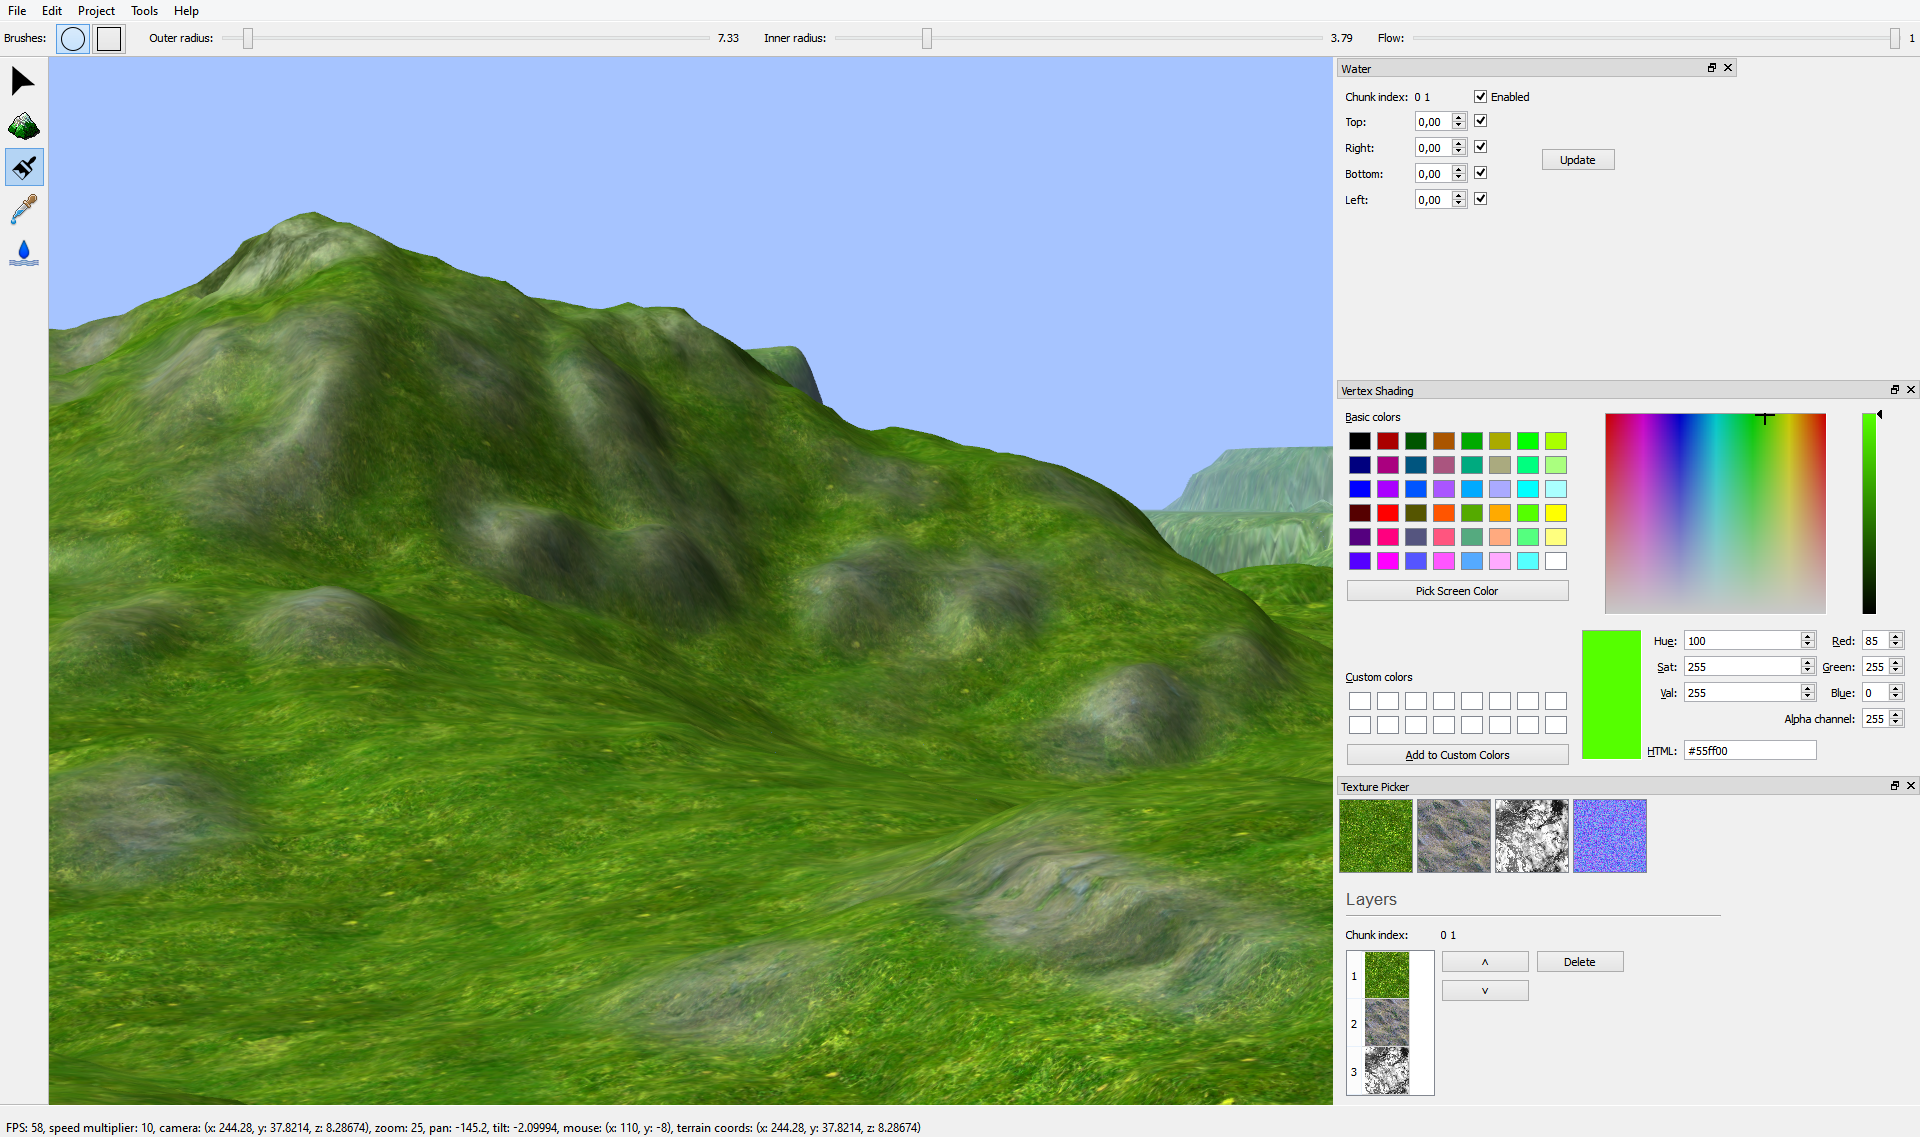 File Edit Project Tools Help
Brushes: Outer radius: 7.33 Inner radius: 3.79 Flow: 1
Water
Chunk index: 0 1 Enabled
Top: 0,00
Right: 0,00
Update
Bottom: 0,00
Left: 0,00
Vertex Shading
Basic colors
Pick Screen Color
Hue: 100 Red: 85
Sat: 255 Green: 255
Custom colors
Val: 255 Blue: 0
Alpha channel: 255
HTML: #55ff00
Add to Custom Colors
Texture Picker
Layers
Chunk index: 0 1
˄ Delete
1
˅
2
3
FPS: 58, speed multiplier: 10, camera: (x: 244.28, y: 37.8214, z: 8.28674), zoom: 25, pan: -145.2, tilt: -2.09994, mouse: (x: 110, y: -8), terrain coords: (x: 244.28, y: 37.8214, z: 8.28674)